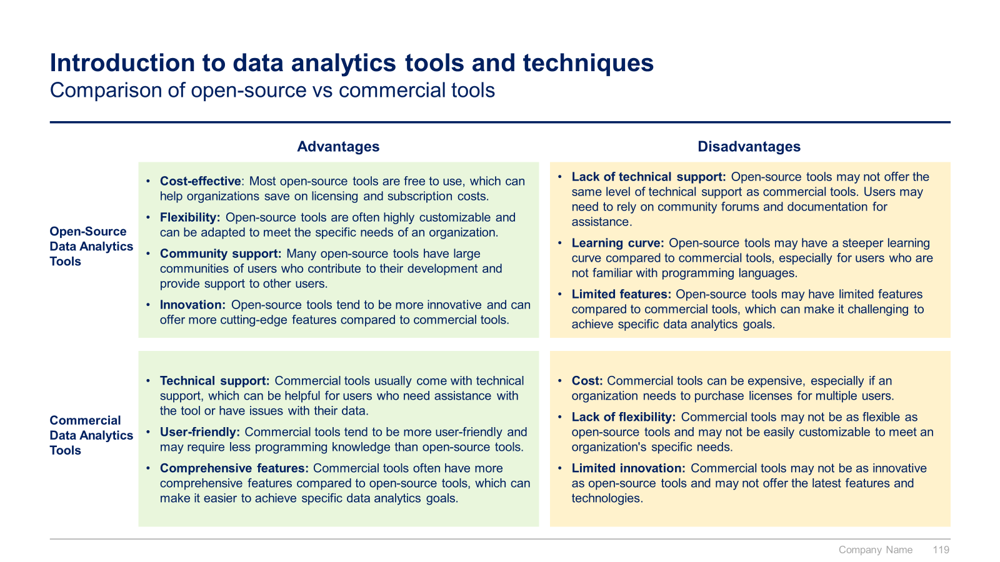 Introduction to data analytics tools and techniques
Comparison of open-source vs commercial tools
Advantages
Disadvantages
Open-Source
Data Analytics
Tools
• Cost-effective: Most open-source tools are free to use, which can
help organizations save on licensing and subscription costs.
• Flexibility: Open-source tools are often highly customizable and
can be adapted to meet the specific needs of an organization.
• Community support: Many open-source tools have large
communities of users who contribute to their development and
provide support to other users.
• Innovation: Open-source tools tend to be more innovative and can
offer more cutting-edge features compared to commercial tools.
• Lack of technical support: Open-source tools may not offer the
same level of technical support as commercial tools. Users may
need to rely on community forums and documentation for
assistance.
• Learning curve: Open-source tools may have a steeper learning
curve compared to commercial tools, especially for users who are
not familiar with programming languages.
• Limited features: Open-source tools may have limited features
compared to commercial tools, which can make it challenging to
achieve specific data analytics goals.
Commercial
Data Analytics
Tools
• Technical support: Commercial tools usually come with technical
support, which can be helpful for users who need assistance with
the tool or have issues with their data.
• User-friendly: Commercial tools tend to be more user-friendly and
may require less programming knowledge than open-source tools.
• Comprehensive features: Commercial tools often have more
comprehensive features compared to open-source tools, which can
make it easier to achieve specific data analytics goals.
• Cost: Commercial tools can be expensive, especially if an
organization needs to purchase licenses for multiple users.
• Lack of flexibility: Commercial tools may not be as flexible as
open-source tools and may not be easily customizable to meet an
organization's specific needs.
• Limited innovation: Commercial tools may not be as innovative
as open-source tools and may not offer the latest features and
technologies.
Company Name 119